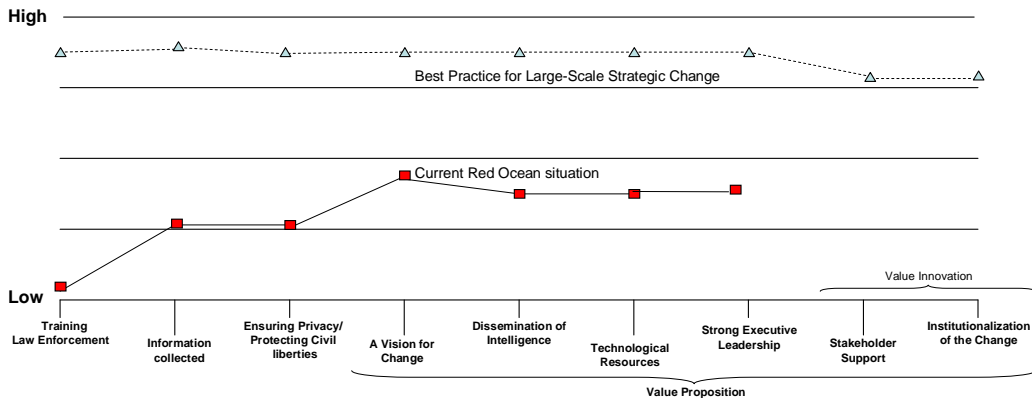 High
Best Practice for Large-Scale Strategic Change
Current Red Ocean situation
Value Innovation
Low
Training
Law Enforcement
Information
collected
Ensuring Privacy/
Protecting Civil
liberties
A Vision for
Change
Dissemination of
Intelligence
Technological
Resources
Strong Executive
Leadership
Stakeholder
Support
Institutionalization
of the Change
Value Proposition